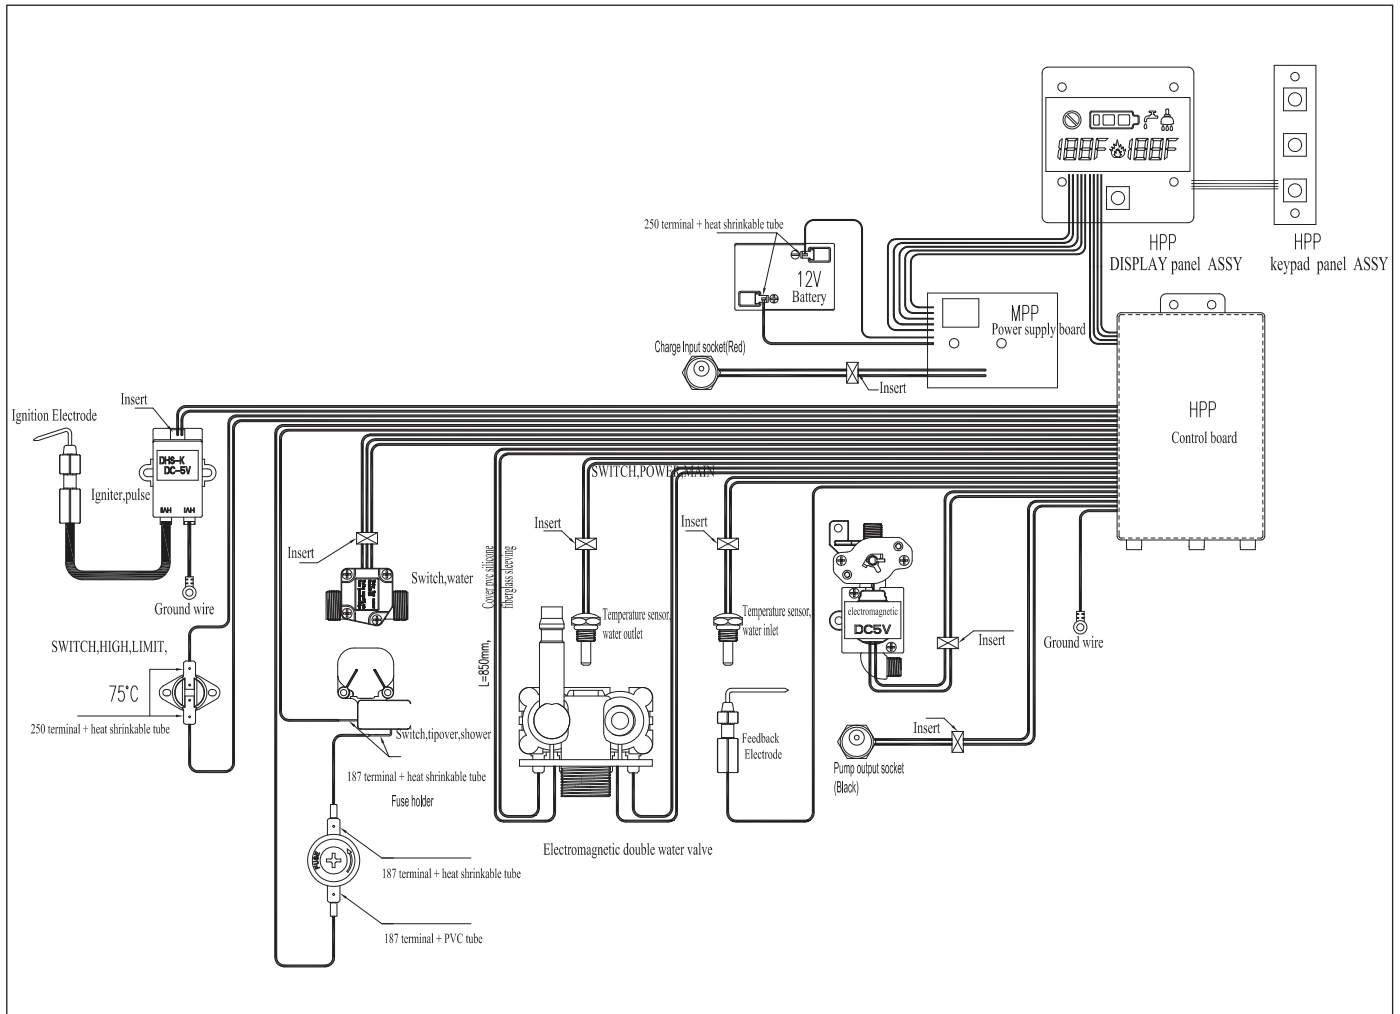 188F 188F
250 terminal + heat shrinkable tube
HPP
DISPLAY panel ASSY
HPP
keypad panel ASSY
12V
Battery
MPP
Power supply board
Charge Input socket(Red)
Insert
HPP
Control board
Insert
Ignition Electrode
DHS-K
DC-5V
Igniter,pulse
HVI
HVI
Ground wire
SWITCH,POWER,MAIN
Insert
Switch,water
Insert
Cover pvc silicone
fiberglass sleeving
L=850mm,
Insert
Temperature sensor,
water outlet
Temperature sensor,
water inlet
electromagnetic
DC5V
Insert
Ground wire
SWITCH,HIGH,LIMIT,
75°C
250 terminal + heat shrinkable tube
Switch,tipover,shower
187 terminal + heat shrinkable tube
Fuse holder
FUSE
187 terminal + heat shrinkable tube
187 terminal + PVC tube
Electromagnetic double water valve
Feedback
Electrode
Insert
Pump output socket
(Black)